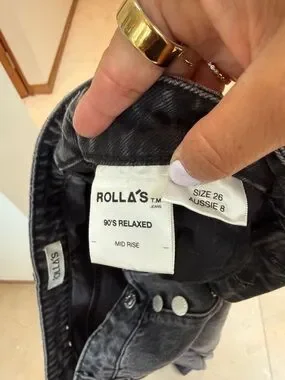 ROLLA'S T.M
JEANS
90'S RELAXED
MID RISE
SIZE 26
AUSSIE 8